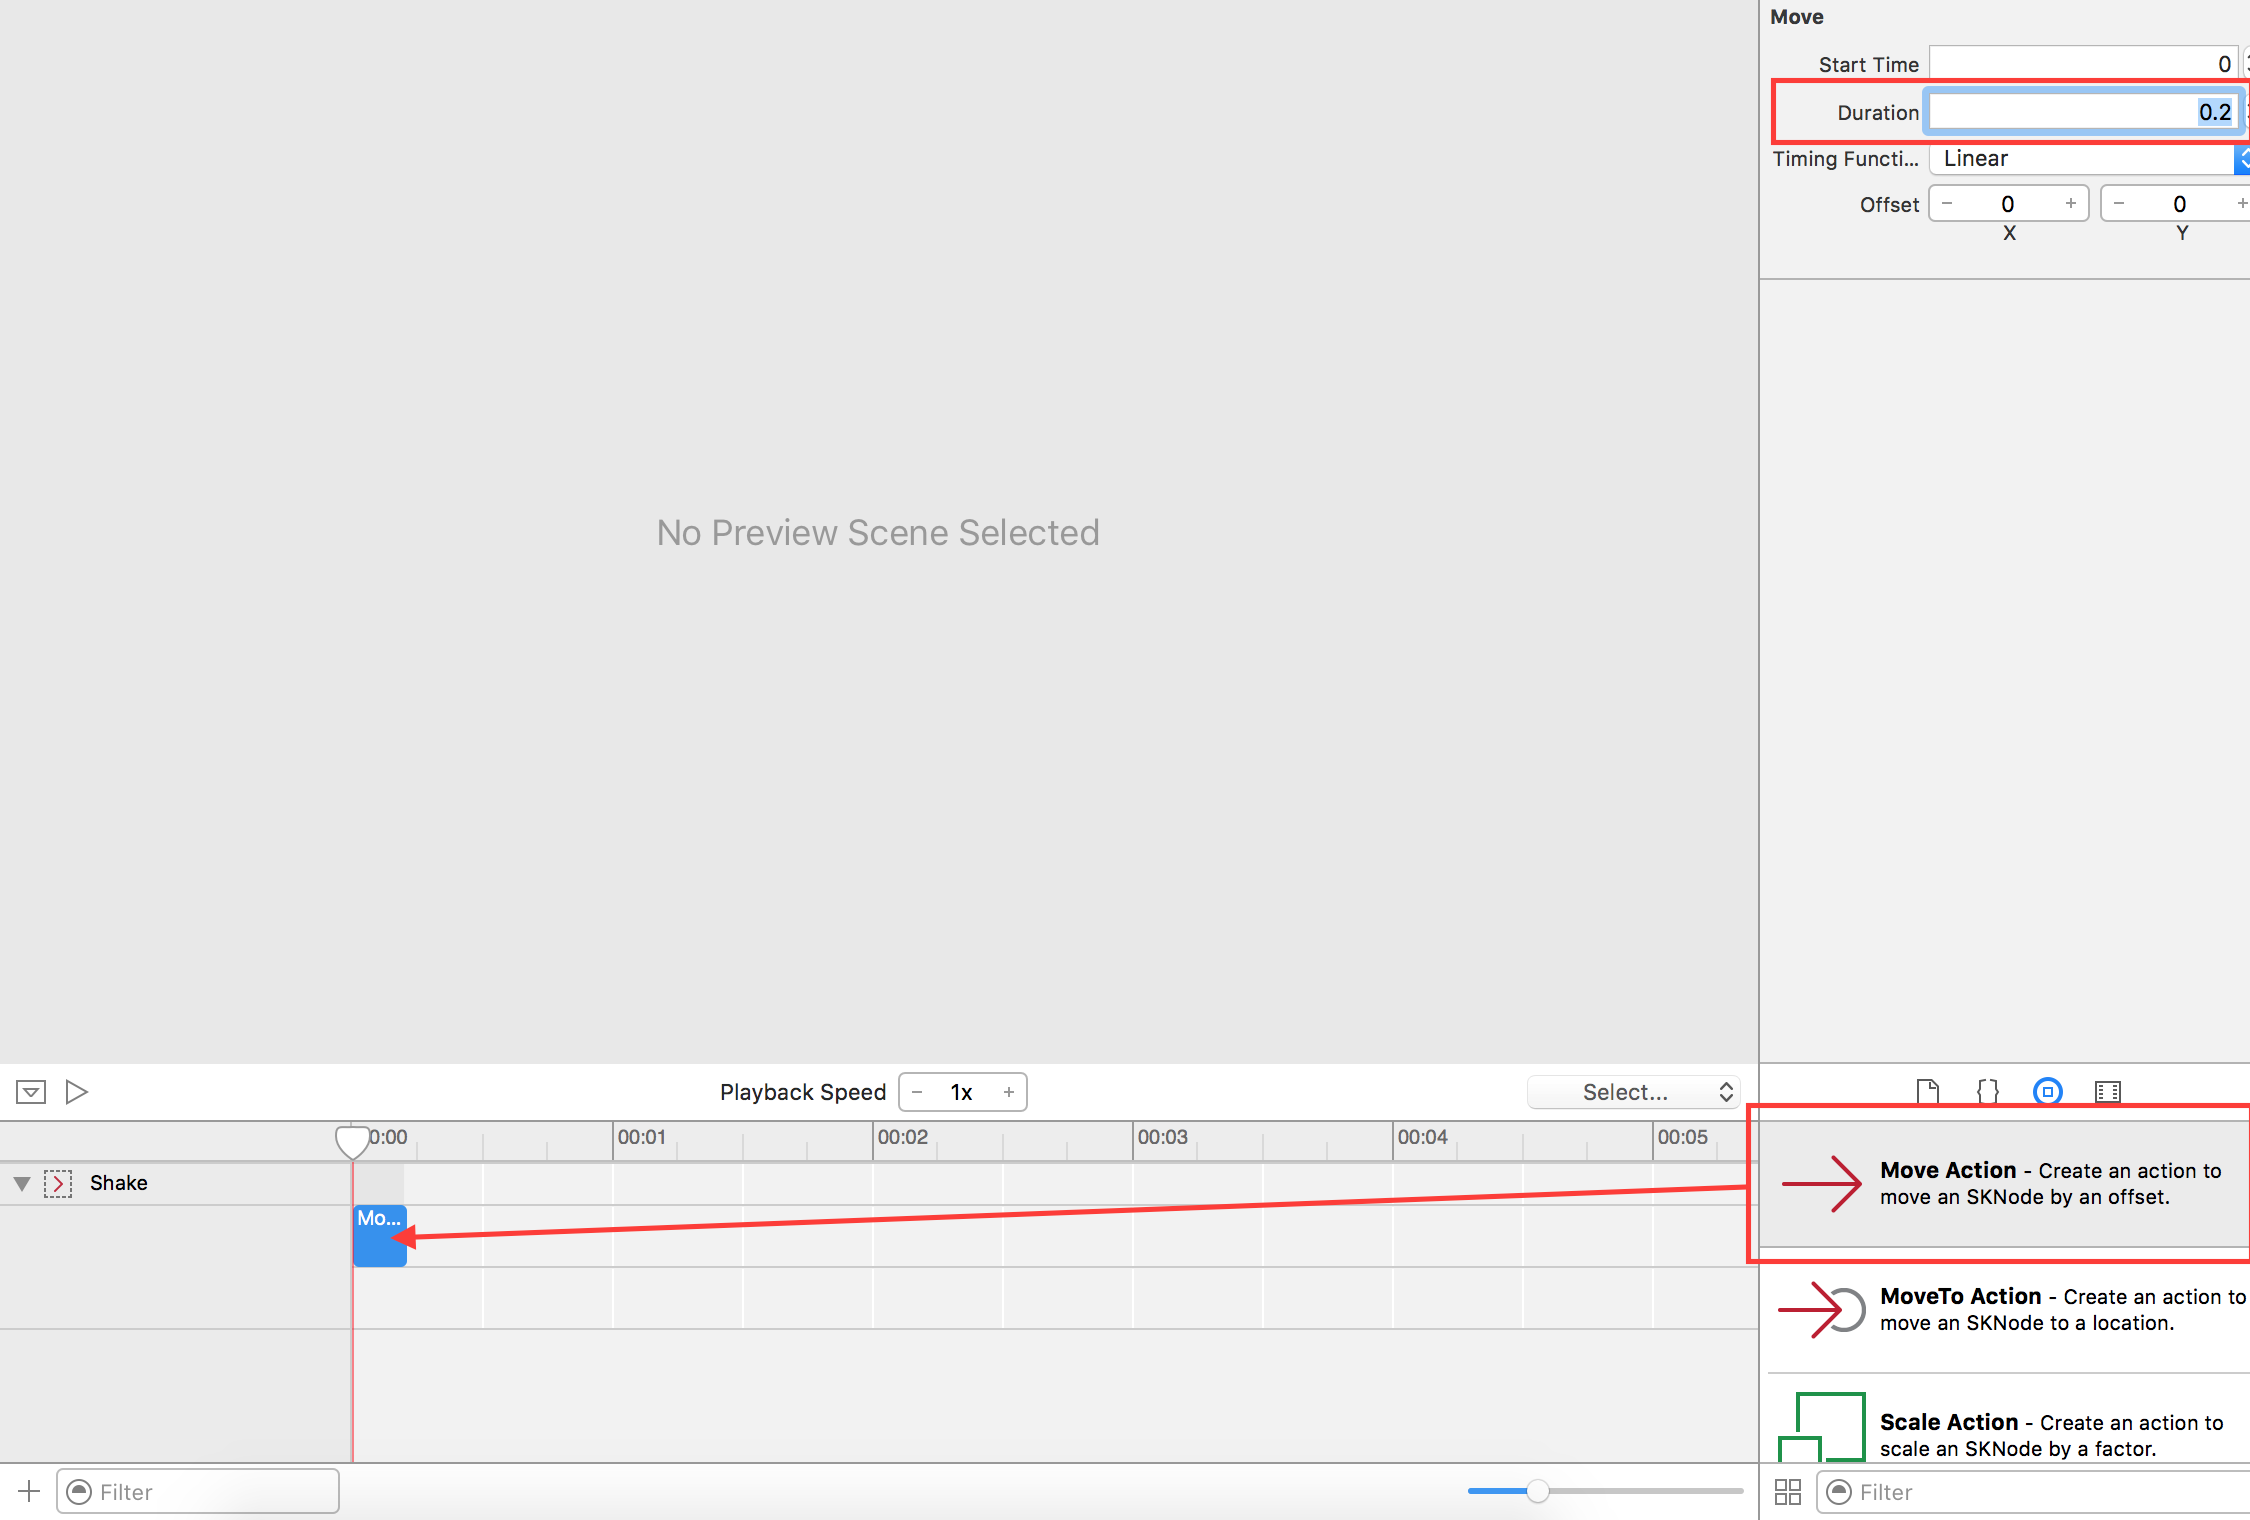 Move
Start Time 0
Duration 0.2
Timing Functi... Linear
Offset - 0 + - 0 +
X Y
No Preview Scene Selected
Playback Speed - 1x + Select...
0:00 00:01 00:02 00:03 00:04 00:05
Shake
Mo...
Move Action - Create an action to
move an SKNode by an offset.
MoveTo Action - Create an action to
move an SKNode to a location.
Scale Action - Create an action to
scale an SKNode by a factor.
Filter
Filter